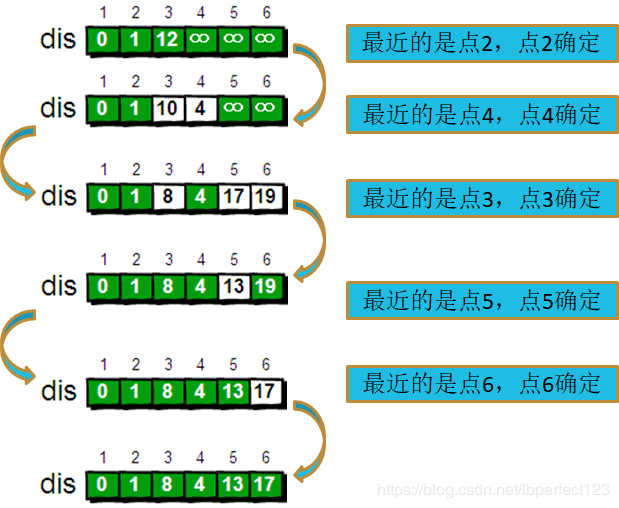 1 2 3 4 5 6
dis 0 1 12 ∞ ∞ ∞ 最近的是点2，点2确定
1 2 3 4 5 6
dis 0 1 10 4 ∞ ∞ 最近的是点4，点4确定
1 2 3 4 5 6
dis 0 1 8 4 17 19 最近的是点3，点3确定
1 2 3 4 5 6
dis 0 1 8 4 13 19 最近的是点5，点5确定
1 2 3 4 5 6
dis 0 1 8 4 13 17 最近的是点6，点6确定
1 2 3 4 5 6
dis 0 1 8 4 13 17
https://blog.csdn.net/lbperfect123